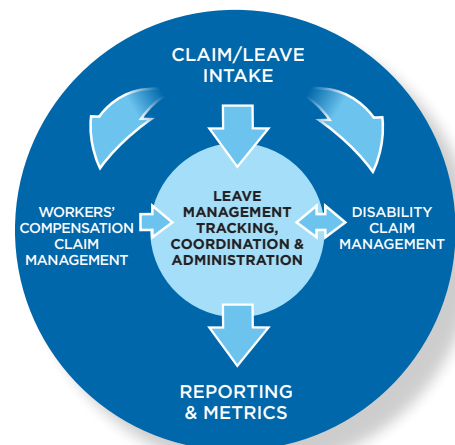 CLAIM/LEAVE
INTAKE
WORKERS'
COMPENSATION
CLAIM
MANAGEMENT
LEAVE
MANAGEMENT
TRACKING,
COORDINATION &
ADMINISTRATION
DISABILITY
CLAIM
MANAGEMENT
REPORTING
& METRICS